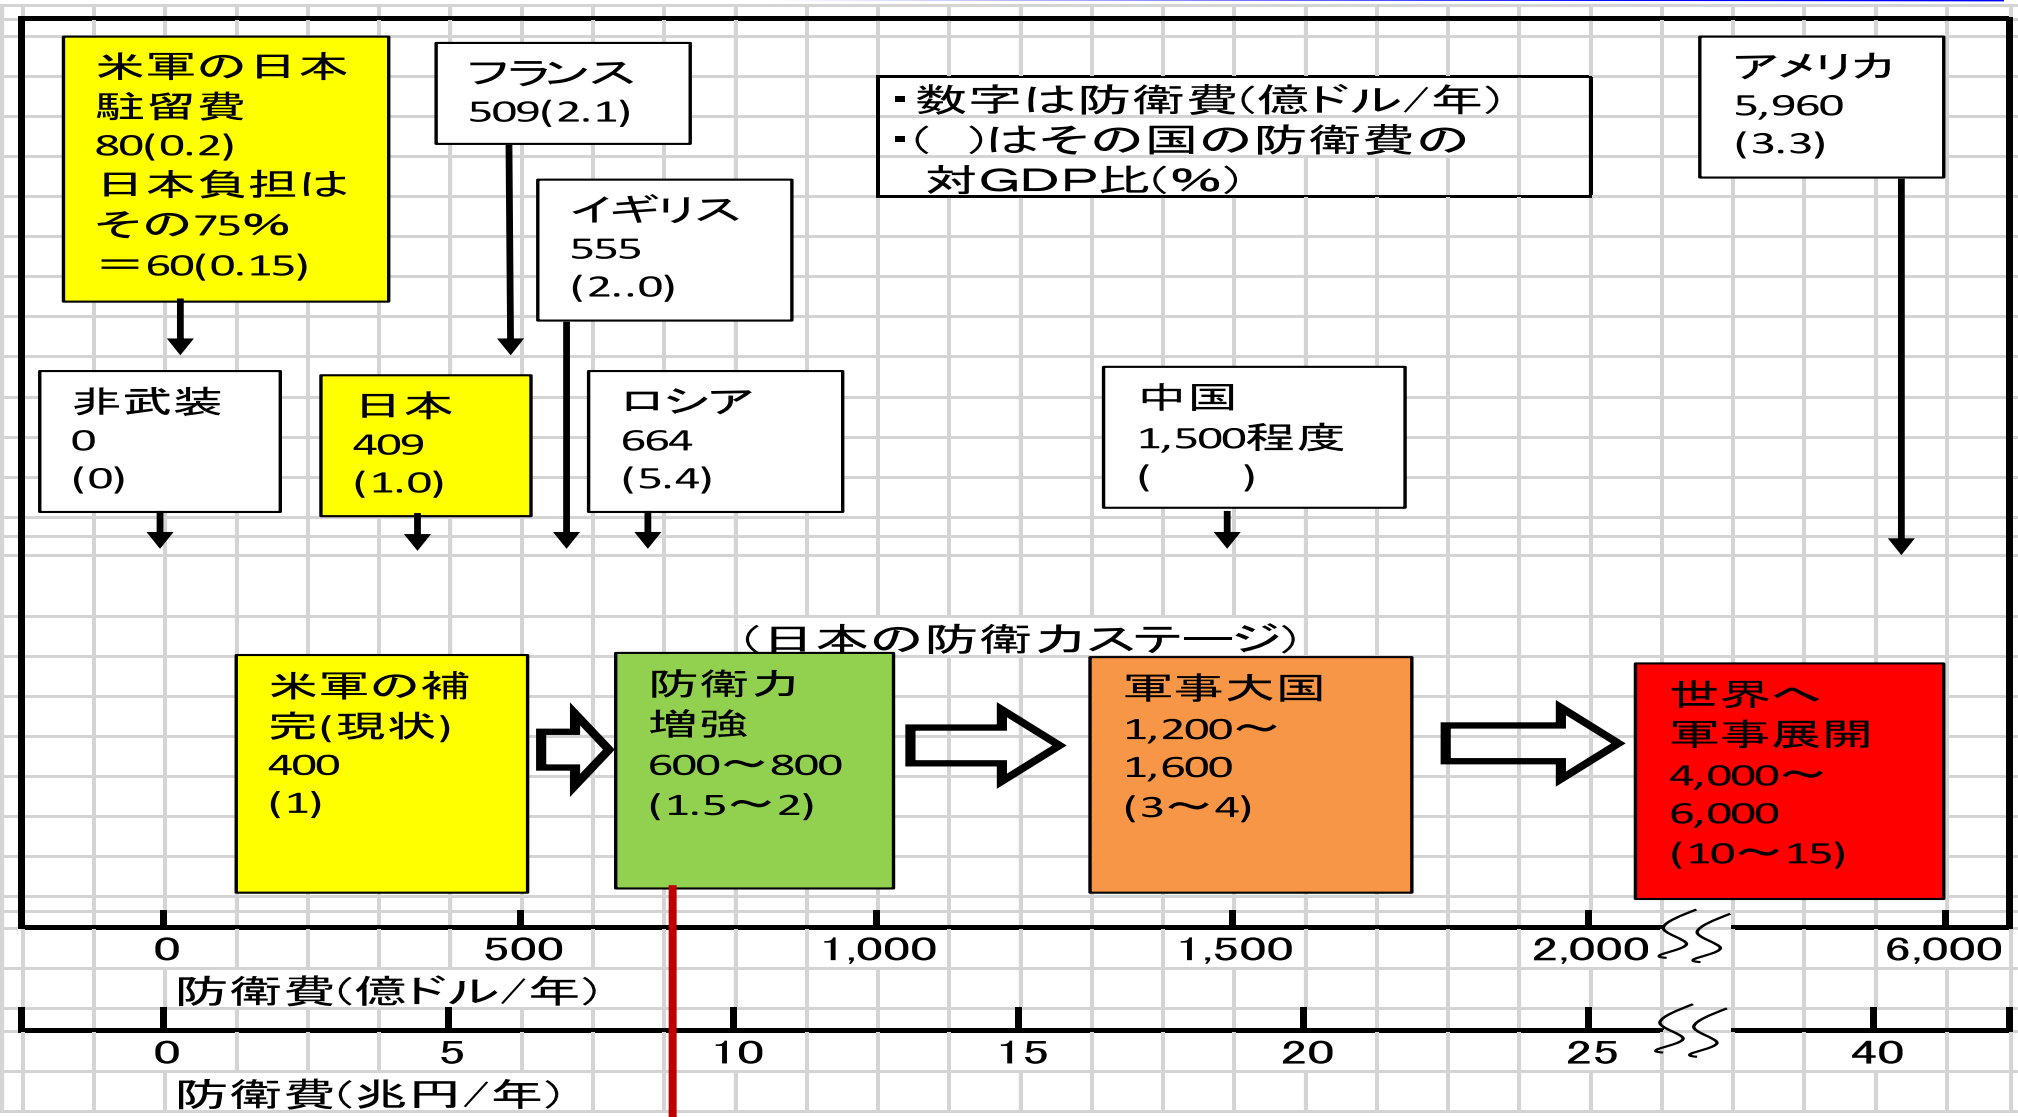 米軍の日本
駐留費
80(0.2)
日本負担は
その75%
＝60(0.15)
フランス
509(2.1)
イギリス
555
(2..0)
・数字は防衛費(億ドル/年)
・(　)はその国の防衛費の
対GDP比(%)
アメリカ
5,960
(3.3)
非武装
0
(0)
日本
409
(1.0)
ロシア
664
(5.4)
中国
1,500程度
(　　)
(日本の防衛力ステージ)
米軍の補
完(現状)
400
(1)
防衛力
増強
600～800
(1.5～2)
軍事大国
1,200～
1,600
(3～4)
世界へ
軍事展開
4,000～
6,000
(10～15)
0 500 1,000 1,500 2,000 6,000
防衛費(億ドル/年)
0 5 10 15 20 25 40
防衛費(兆円/年)